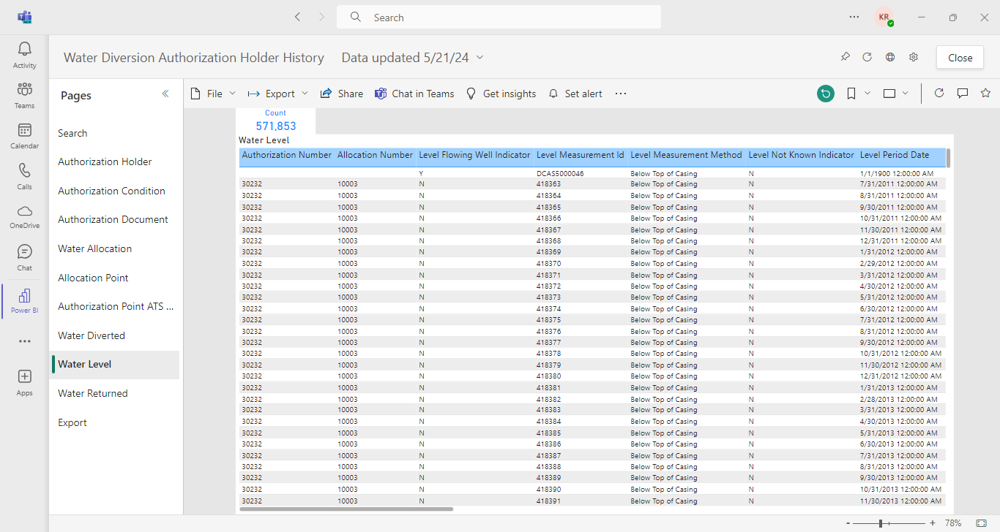 NEW
Search
KR
Activity
Teams
Calendar
Calls
OneDrive
Chat
Power BI
Apps
Water Diversion Authorization Holder History Data updated 5/21/24
Close
Pages
Search
Authorization Holder
Authorization Condition
Authorization Document
Water Allocation
Allocation Point
Authorization Point ATS ...
Water Diverted
Water Level
Water Returned
Export
File Export Share Chat in Teams Get insights Set alert
Count
571,853
Water Level
Authorization Number Allocation Number Level Flowing Well Indicator Level Measurement Id Level Measurement Method Level Not Known Indicator Level Period Date
Y DCAS5000046 Below Top of Casing N 1/1/1900 12:00:00 AM
30232 10003 N 418363 Below Top of Casing N 7/31/2011 12:00:00 AM
30232 10003 N 418364 Below Top of Casing N 8/31/2011 12:00:00 AM
30232 10003 N 418365 Below Top of Casing N 9/30/2011 12:00:00 AM
30232 10003 N 418366 Below Top of Casing N 10/31/2011 12:00:00 AM
30232 10003 N 418367 Below Top of Casing N 11/30/2011 12:00:00 AM
30232 10003 N 418368 Below Top of Casing N 12/31/2011 12:00:00 AM
30232 10003 N 418369 Below Top of Casing N 1/31/2012 12:00:00 AM
30232 10003 N 418370 Below Top of Casing N 2/29/2012 12:00:00 AM
30232 10003 N 418371 Below Top of Casing N 3/31/2012 12:00:00 AM
30232 10003 N 418372 Below Top of Casing N 4/30/2012 12:00:00 AM
30232 10003 N 418373 Below Top of Casing N 5/31/2012 12:00:00 AM
30232 10003 N 418374 Below Top of Casing N 6/30/2012 12:00:00 AM
30232 10003 N 418375 Below Top of Casing N 7/31/2012 12:00:00 AM
30232 10003 N 418376 Below Top of Casing N 8/31/2012 12:00:00 AM
30232 10003 N 418377 Below Top of Casing N 9/30/2012 12:00:00 AM
30232 10003 N 418378 Below Top of Casing N 10/31/2012 12:00:00 AM
30232 10003 N 418379 Below Top of Casing N 11/30/2012 12:00:00 AM
30232 10003 N 418380 Below Top of Casing N 12/31/2012 12:00:00 AM
30232 10003 N 418381 Below Top of Casing N 1/31/2013 12:00:00 AM
30232 10003 N 418382 Below Top of Casing N 2/28/2013 12:00:00 AM
30232 10003 N 418383 Below Top of Casing N 3/31/2013 12:00:00 AM
30232 10003 N 418384 Below Top of Casing N 4/30/2013 12:00:00 AM
30232 10003 N 418385 Below Top of Casing N 5/31/2013 12:00:00 AM
30232 10003 N 418386 Below Top of Casing N 6/30/2013 12:00:00 AM
30232 10003 N 418387 Below Top of Casing N 7/31/2013 12:00:00 AM
30232 10003 N 418388 Below Top of Casing N 8/31/2013 12:00:00 AM
30232 10003 N 418389 Below Top of Casing N 9/30/2013 12:00:00 AM
30232 10003 N 418390 Below Top of Casing N 10/31/2013 12:00:00 AM
30232 10003 N 418391 Below Top of Casing N 11/30/2013 12:00:00 AM
- + 78%